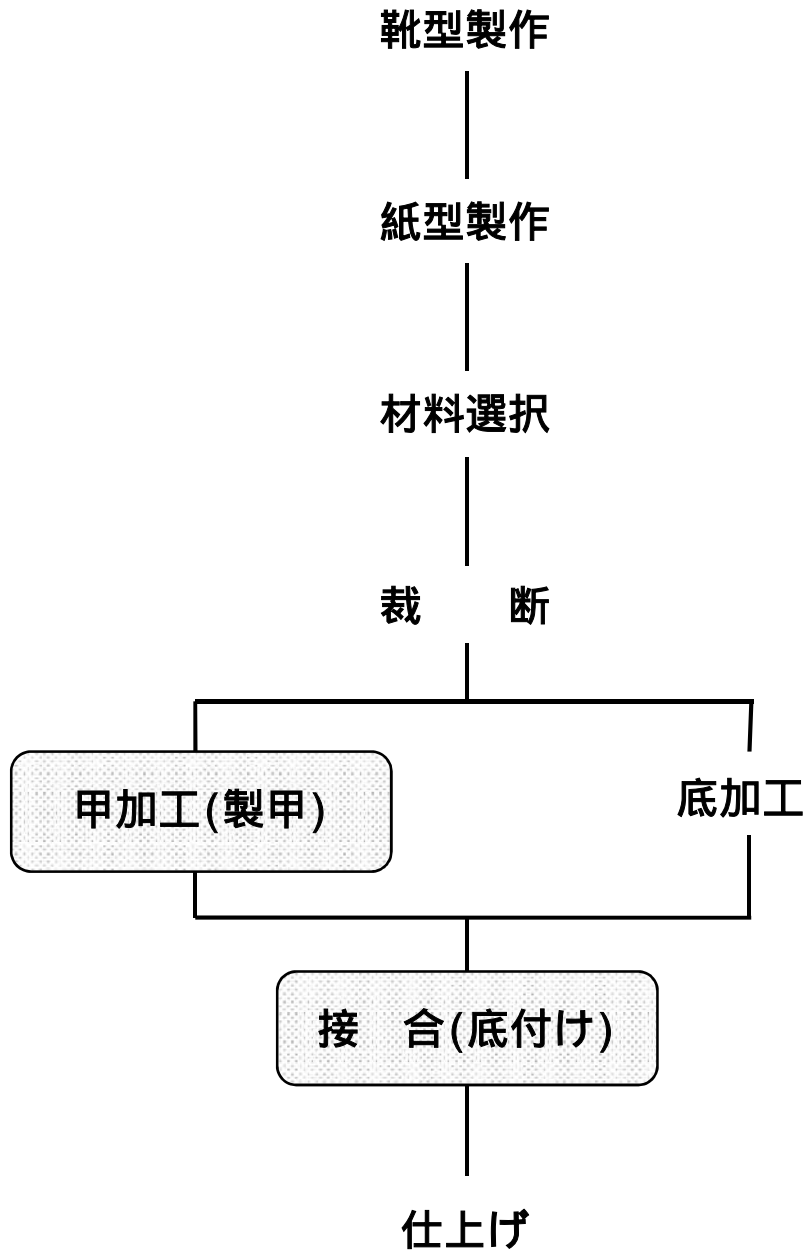 靴型製作
紙型製作
材料選択
裁　　断
甲加工(製甲)
底加工
接　合(底付け)
仕上げ